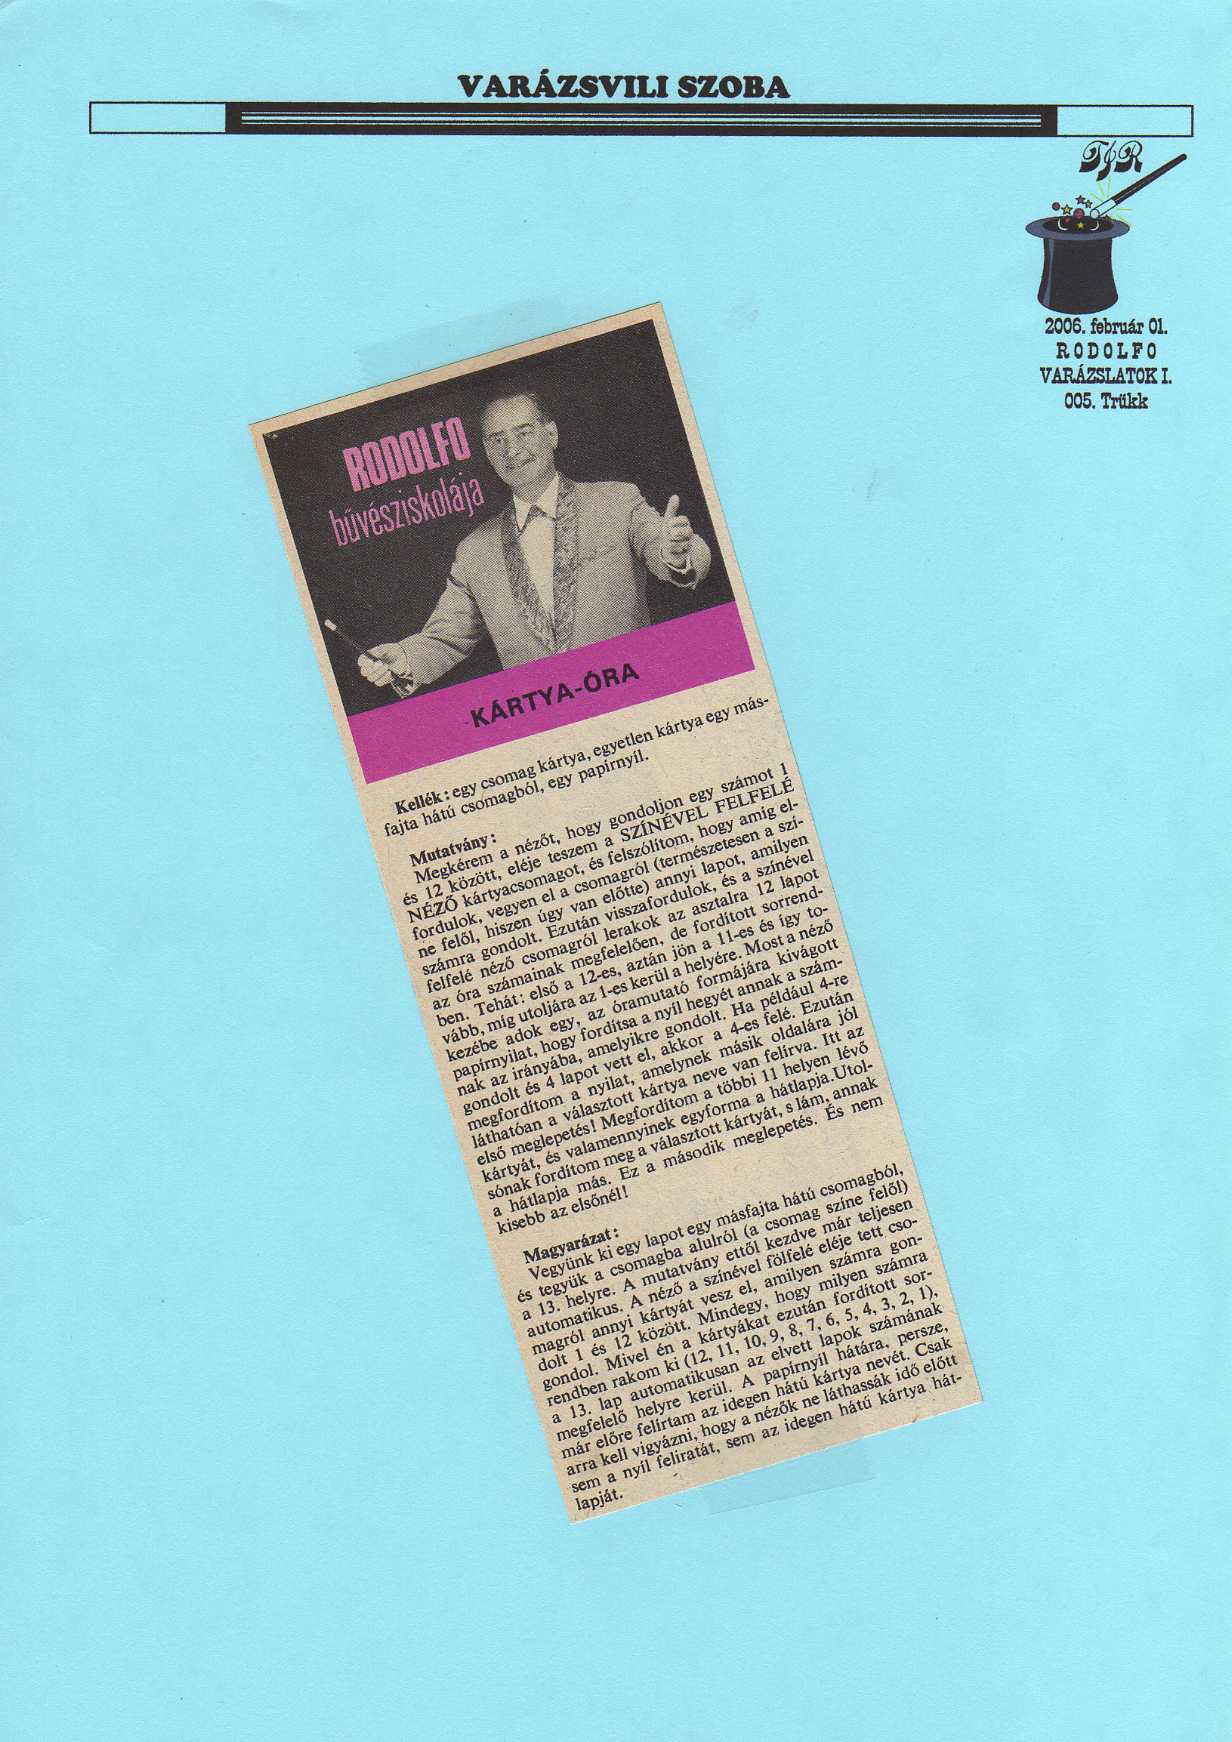 VARÁZSVILI SZOBA
TJR
2006. február 01.
RODOLFO
VARÁZSLATOK I.
005. Trükk
RODOLFO
bűvésziskolája
KÁRTYA-ÓRA
Kellék: egy csomag kártya, egyetlen kártya egy más-
fajta hátú csomagból, egy papírnyíl.
Mutatvány:
Megkérem a nézőt, hogy gondoljon egy számot 1
és 12 között, eléje teszem a SZÍNÉVEL FELFELÉ
NÉZŐ kártyacsomagot, és felszólítom, hogy amíg el-
fordulok, vegyen el a csomagról (természetesen a szí-
ne felől, hiszen úgy van előtte) annyi lapot, amilyen
számra gondolt. Ezután visszafordulok, és a színével
felfelé néző csomagról lerakok az asztalra 12 lapot
az óra számainak megfelelően, de fordított sorrend-
ben. Tehát: első a 12-es, aztán jön a 11-es és így to-
vább, míg utoljára az 1-es kerül a helyére. Most a néző
kezébe adok egy, az óramutató formájára kivágott
papírnyilat, hogy fordítsa a nyíl hegyét annak a szám-
nak az irányába, amelyikre gondolt. Ha például 4-re
gondolt és 4 lapot vett el, akkor a 4-es felé. Ezután
megfordítom a nyilat, amelynek másik oldalára jól
láthatóan a választott kártya neve van felírva. Itt az
első meglepetés! Megfordítom a többi 11 helyen lévő
kártyát, és valamennyinek egyforma a hátlapja. Utol-
sónak fordítom meg a választott kártyát, s lám, annak
a hátlapja más. Ez a második meglepetés. És nem
kisebb az elsőnél!
Magyarázat:
Vegyünk ki egy lapot egy másfajta hátú csomagból,
és tegyük a csomagba alulról (a csomag színe felől)
a 13. helyre. A mutatvány ettől kezdve már teljesen
automatikus. A néző a színével fölfelé eléje tett cso-
magról annyi kártyát vesz el, amilyen számra gon-
dolt 1 és 12 között. Mindegy, hogy milyen számra
gondol. Mivel én a kártyákat ezután fordított sor-
rendben rakom ki (12, 11, 10, 9, 8, 7, 6, 5, 4, 3, 2, 1),
a 13. lap automatikusan az elvett lapok számának
megfelelő helyre kerül. A papírnyíl hátára, persze,
már előre felírtam az idegen hátú kártya nevét. Csak
arra kell vigyázni, hogy a nézők ne láthassák idő előtt
sem a nyíl feliratát, sem az idegen hátú kártya hát-
lapját.